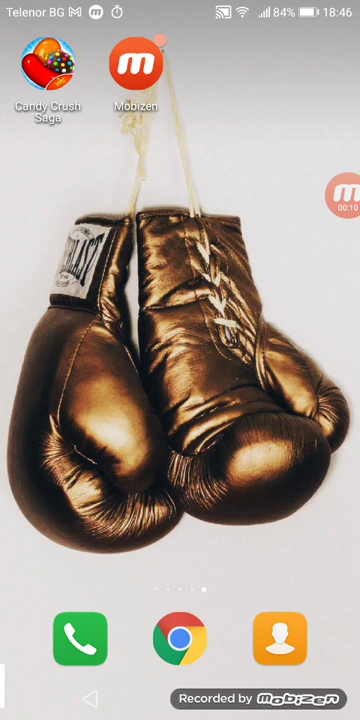 Telenor BG
84%
18:46
Candy Crush
Saga
Mobizen
00:10
Recorded by mobizen